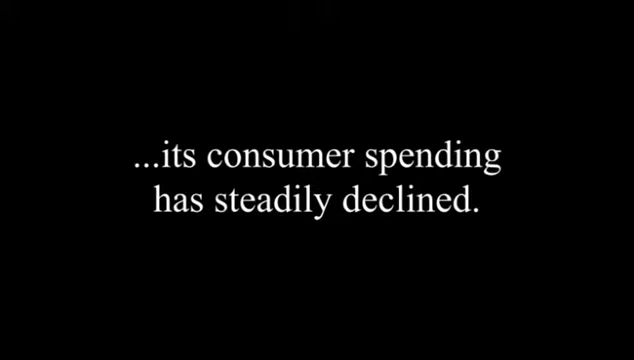 ...its consumer spending
has steadily declined.